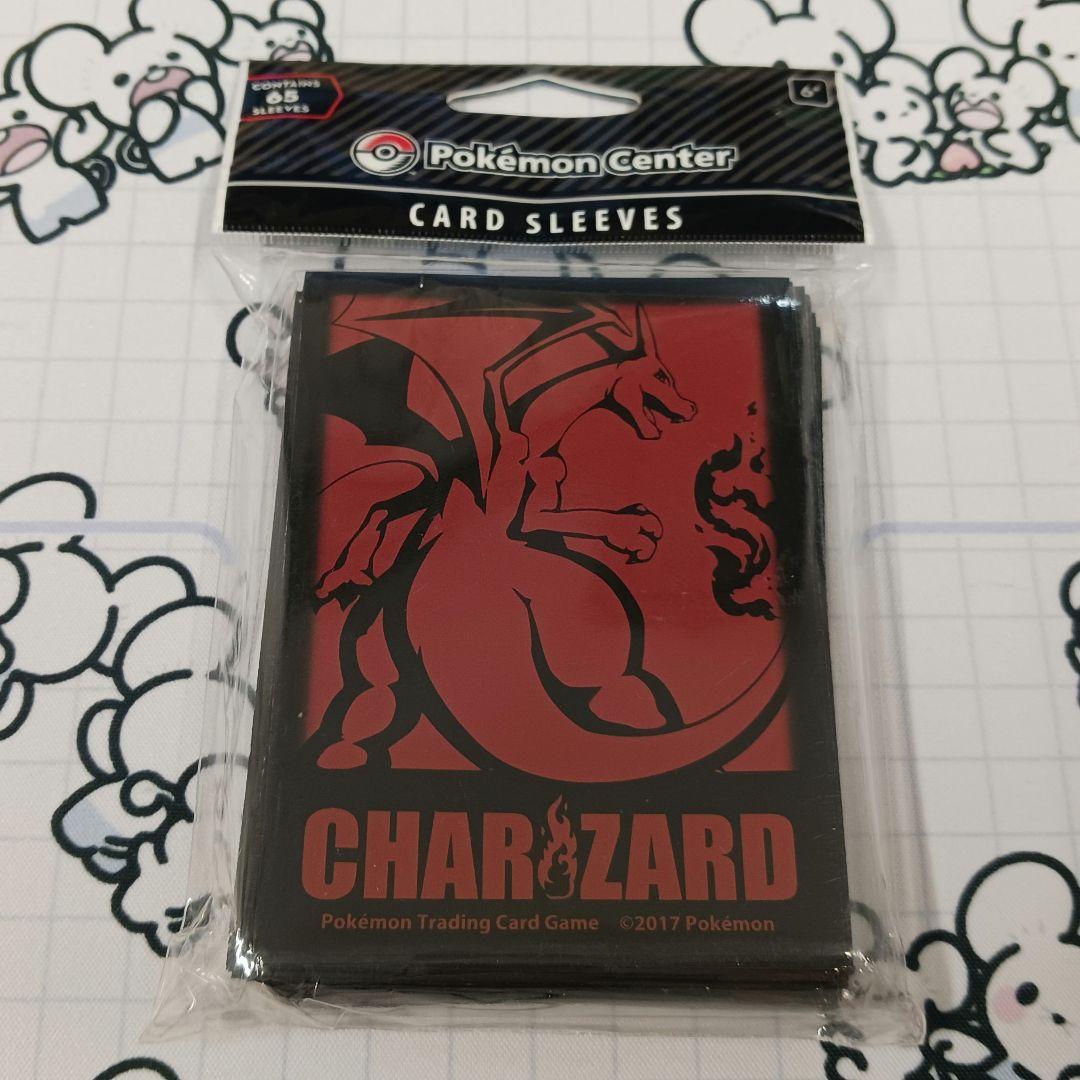 CONTAINS
65
SLEEVES
6+
Pokémon Center
CARD SLEEVES
CHARIZARD
Pokémon Trading Card Game ©2017 Pokémon